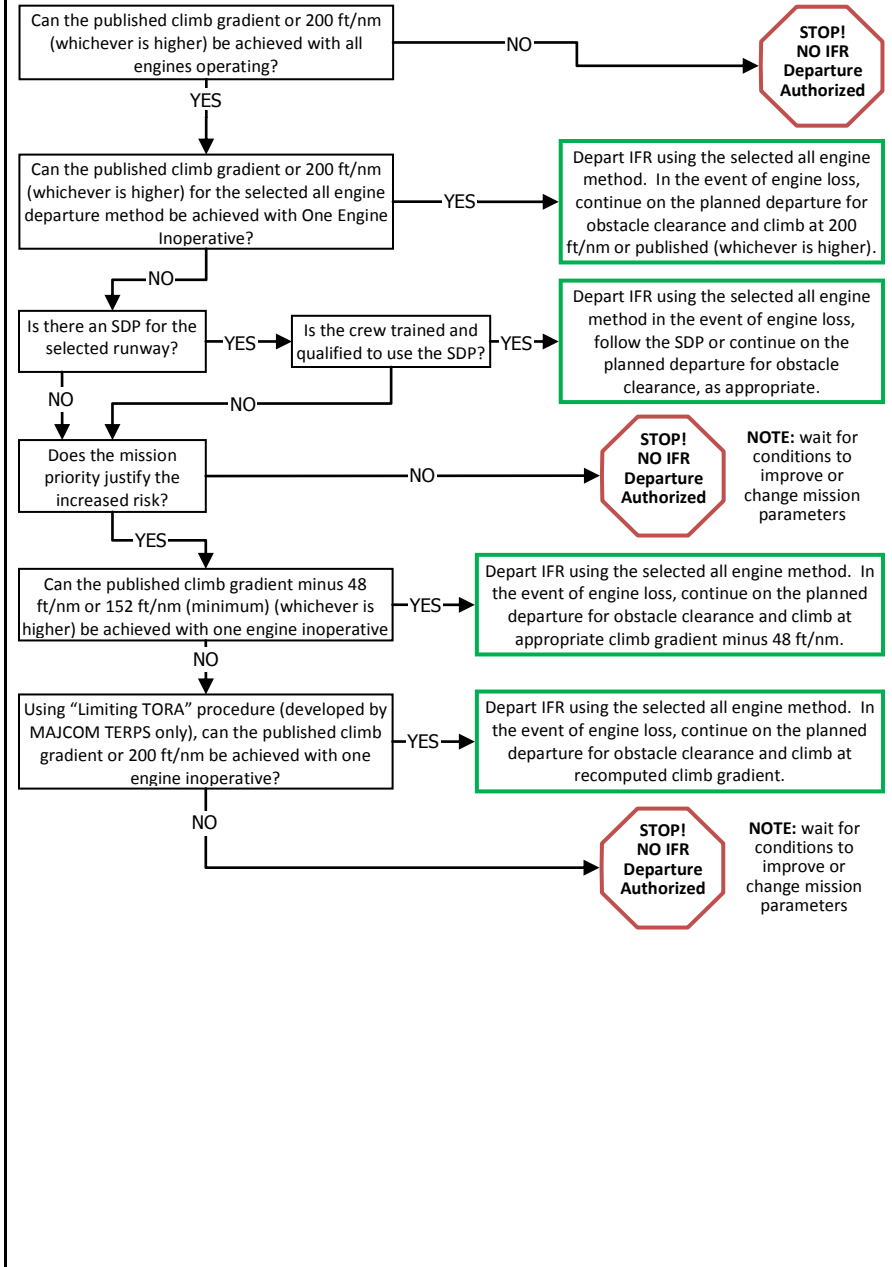 Can the published climb gradient or 200 ft/nm
(whichever is higher) be achieved with all
engines operating?
NO
STOP!
NO IFR
Departure
Authorized
YES
Can the published climb gradient or 200 ft/nm
(whichever is higher) for the selected all engine
departure method be achieved with One Engine
Inoperative?
YES
Depart IFR using the selected all engine
method. In the event of engine loss,
continue on the planned departure for
obstacle clearance and climb at 200
ft/nm or published (whichever is higher).
NO
Is there an SDP for the
selected runway?
YES
Is the crew trained and
qualified to use the SDP?
YES
Depart IFR using the selected all engine
method in the event of engine loss,
follow the SDP or continue on the
planned departure for obstacle
clearance, as appropriate.
NO
NO
Does the mission
priority justify the
increased risk?
NO
STOP!
NO IFR
Departure
Authorized
NOTE: wait for
conditions to
improve or
change mission
parameters
YES
Can the published climb gradient minus 48
ft/nm or 152 ft/nm (minimum) (whichever is
higher) be achieved with one engine inoperative
YES
Depart IFR using the selected all engine method. In
the event of engine loss, continue on the planned
departure for obstacle clearance and climb at
appropriate climb gradient minus 48 ft/nm.
NO
Using “Limiting TORA” procedure (developed by
MAJCOM TERPS only), can the published climb
gradient or 200 ft/nm be achieved with one
engine inoperative?
YES
Depart IFR using the selected all engine method. In
the event of engine loss, continue on the planned
departure for obstacle clearance and climb at
recomputed climb gradient.
NO
STOP!
NO IFR
Departure
Authorized
NOTE: wait for
conditions to
improve or
change mission
parameters